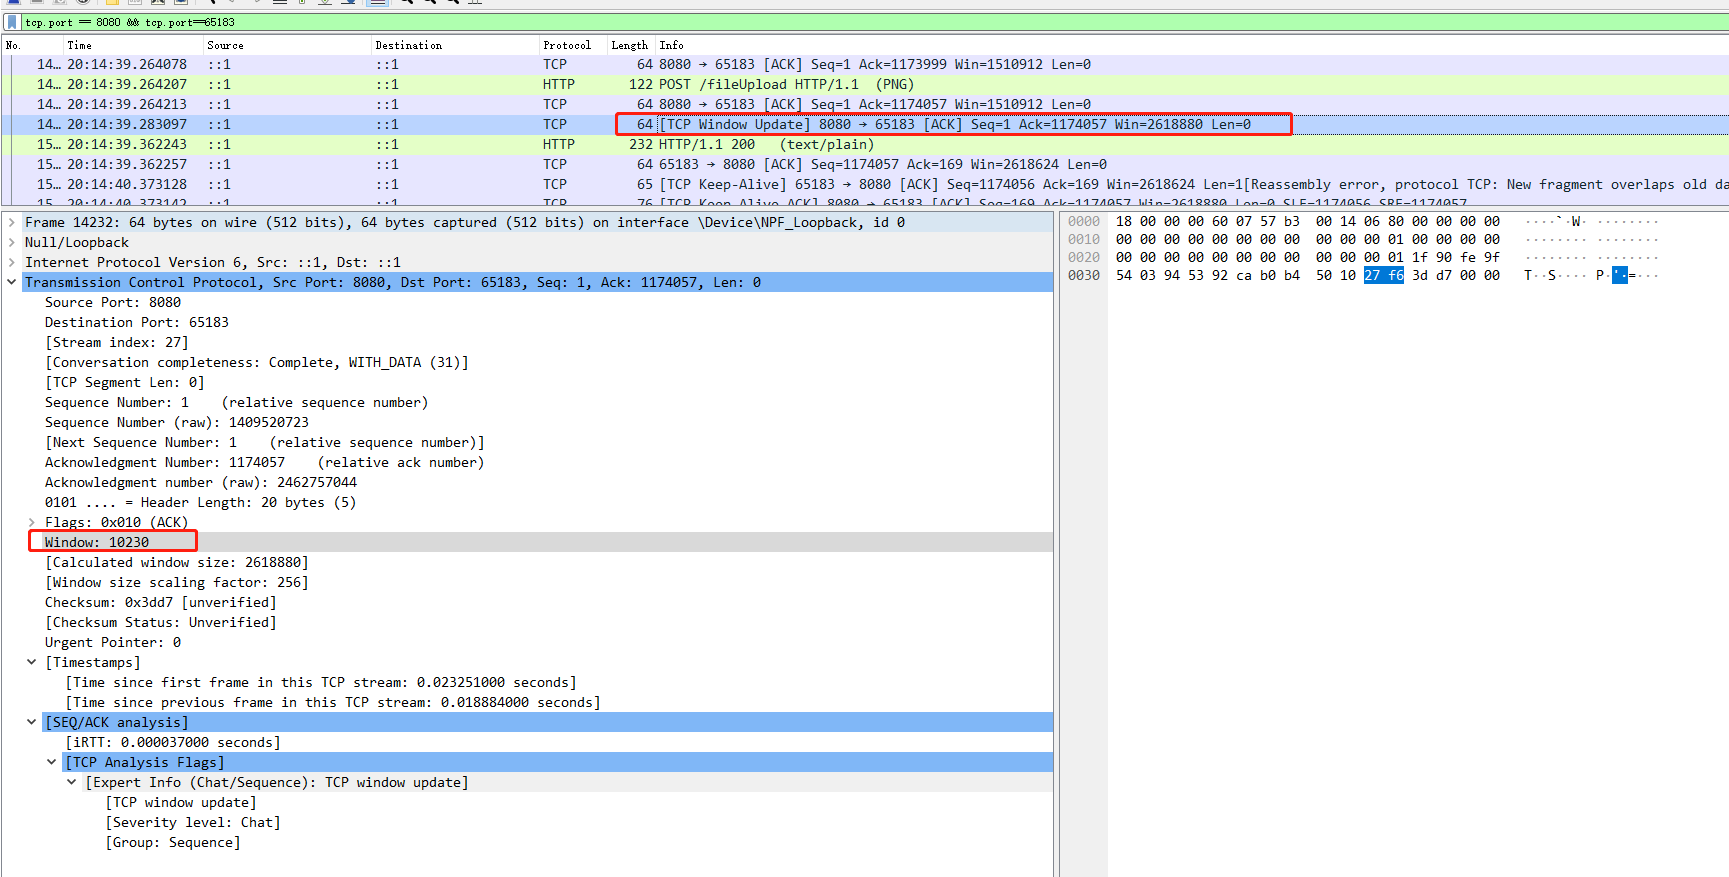 tcp.port == 8080 && tcp.port==65183
No. Time Source Destination Protocol Length Info
14… 20:14:39.264078 ::1 ::1 TCP 64 8080 → 65183 [ACK] Seq=1 Ack=1173999 Win=1510912 Len=0
14… 20:14:39.264207 ::1 ::1 HTTP 122 POST /fileUpload HTTP/1.1 (PNG)
14… 20:14:39.264213 ::1 ::1 TCP 64 8080 → 65183 [ACK] Seq=1 Ack=1174057 Win=1510912 Len=0
14… 20:14:39.283097 ::1 ::1 TCP 64 [TCP Window Update] 8080 → 65183 [ACK] Seq=1 Ack=1174057 Win=2618880 Len=0
15… 20:14:39.362243 ::1 ::1 HTTP 232 HTTP/1.1 200 (text/plain)
15… 20:14:39.362257 ::1 ::1 TCP 64 65183 → 8080 [ACK] Seq=1174057 Ack=169 Win=2618624 Len=0
15… 20:14:40.373128 ::1 ::1 TCP 65 [TCP Keep-Alive] 65183 → 8080 [ACK] Seq=1174056 Ack=169 Win=2618624 Len=1[Reassembly error, protocol TCP: New fragment overlaps old da
15… 20:14:40.373142 ::1 ::1 TCP 76 [TCP Keep-Alive ACK] 8080 → 65183 [ACK] Seq=169 Ack=1174057 Win=2618880 Len=0 SLE=1174056 SRE=1174057
Frame 14232: 64 bytes on wire (512 bits), 64 bytes captured (512 bits) on interface \Device\NPF_Loopback, id 0
Null/Loopback
Internet Protocol Version 6, Src: ::1, Dst: ::1
Transmission Control Protocol, Src Port: 8080, Dst Port: 65183, Seq: 1, Ack: 1174057, Len: 0
Source Port: 8080
Destination Port: 65183
[Stream index: 27]
[Conversation completeness: Complete, WITH_DATA (31)]
[TCP Segment Len: 0]
Sequence Number: 1 (relative sequence number)
Sequence Number (raw): 1409520723
[Next Sequence Number: 1 (relative sequence number)]
Acknowledgment Number: 1174057 (relative ack number)
Acknowledgment number (raw): 2462757044
0101 .... = Header Length: 20 bytes (5)
Flags: 0x010 (ACK)
Window: 10230
[Calculated window size: 2618880]
[Window size scaling factor: 256]
Checksum: 0x3dd7 [unverified]
[Checksum Status: Unverified]
Urgent Pointer: 0
[Timestamps]
[Time since first frame in this TCP stream: 0.023251000 seconds]
[Time since previous frame in this TCP stream: 0.018884000 seconds]
[SEQ/ACK analysis]
[iRTT: 0.000037000 seconds]
[TCP Analysis Flags]
[Expert Info (Chat/Sequence): TCP window update]
[TCP window update]
[Severity level: Chat]
[Group: Sequence]
0000 18 00 00 00 60 07 57 b3 00 14 06 80 00 00 00 00 ····`·W· ········
0010 00 00 00 00 00 00 00 00 00 00 00 01 00 00 00 00 ········ ········
0020 00 00 00 00 00 00 00 00 00 00 00 01 1f 90 fe 9f ········ ········
0030 54 03 94 53 92 ca b0 b4 50 10 27 f6 3d d7 00 00 T··S···· P·'·=···